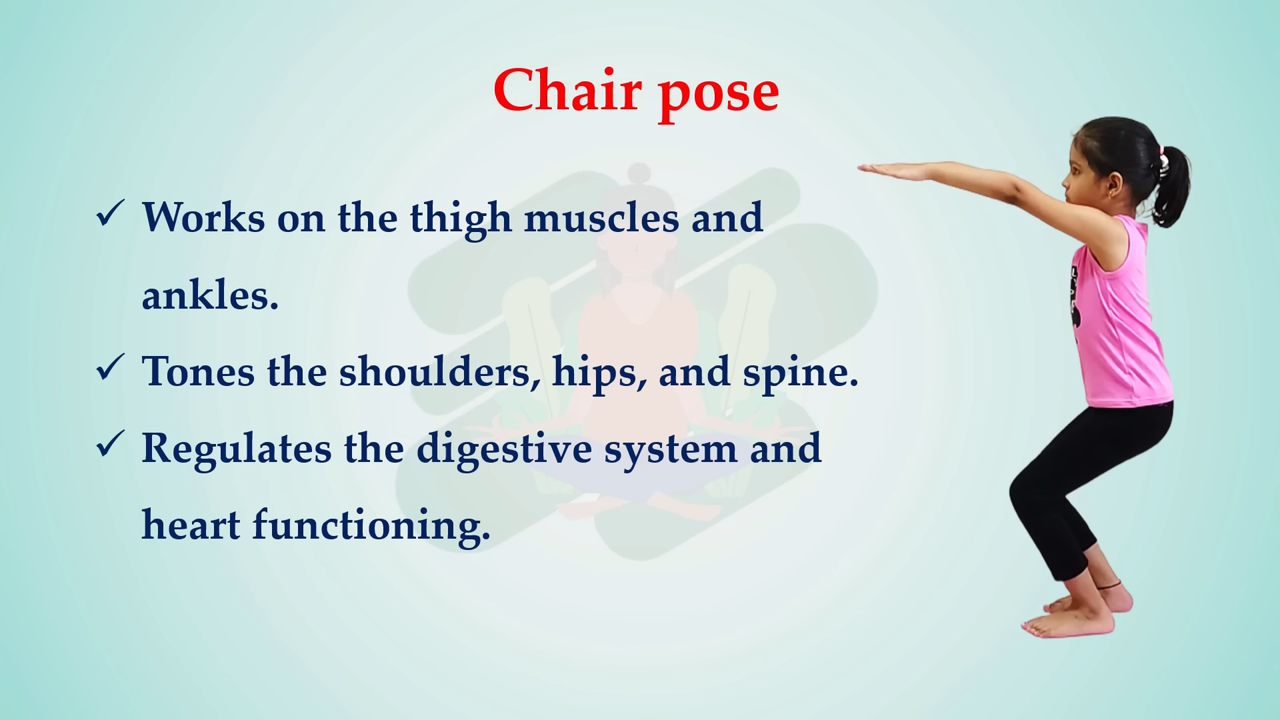 Chair pose
✓ Works on the thigh muscles and
ankles.
✓ Tones the shoulders, hips, and spine.
✓ Regulates the digestive system and
heart functioning.